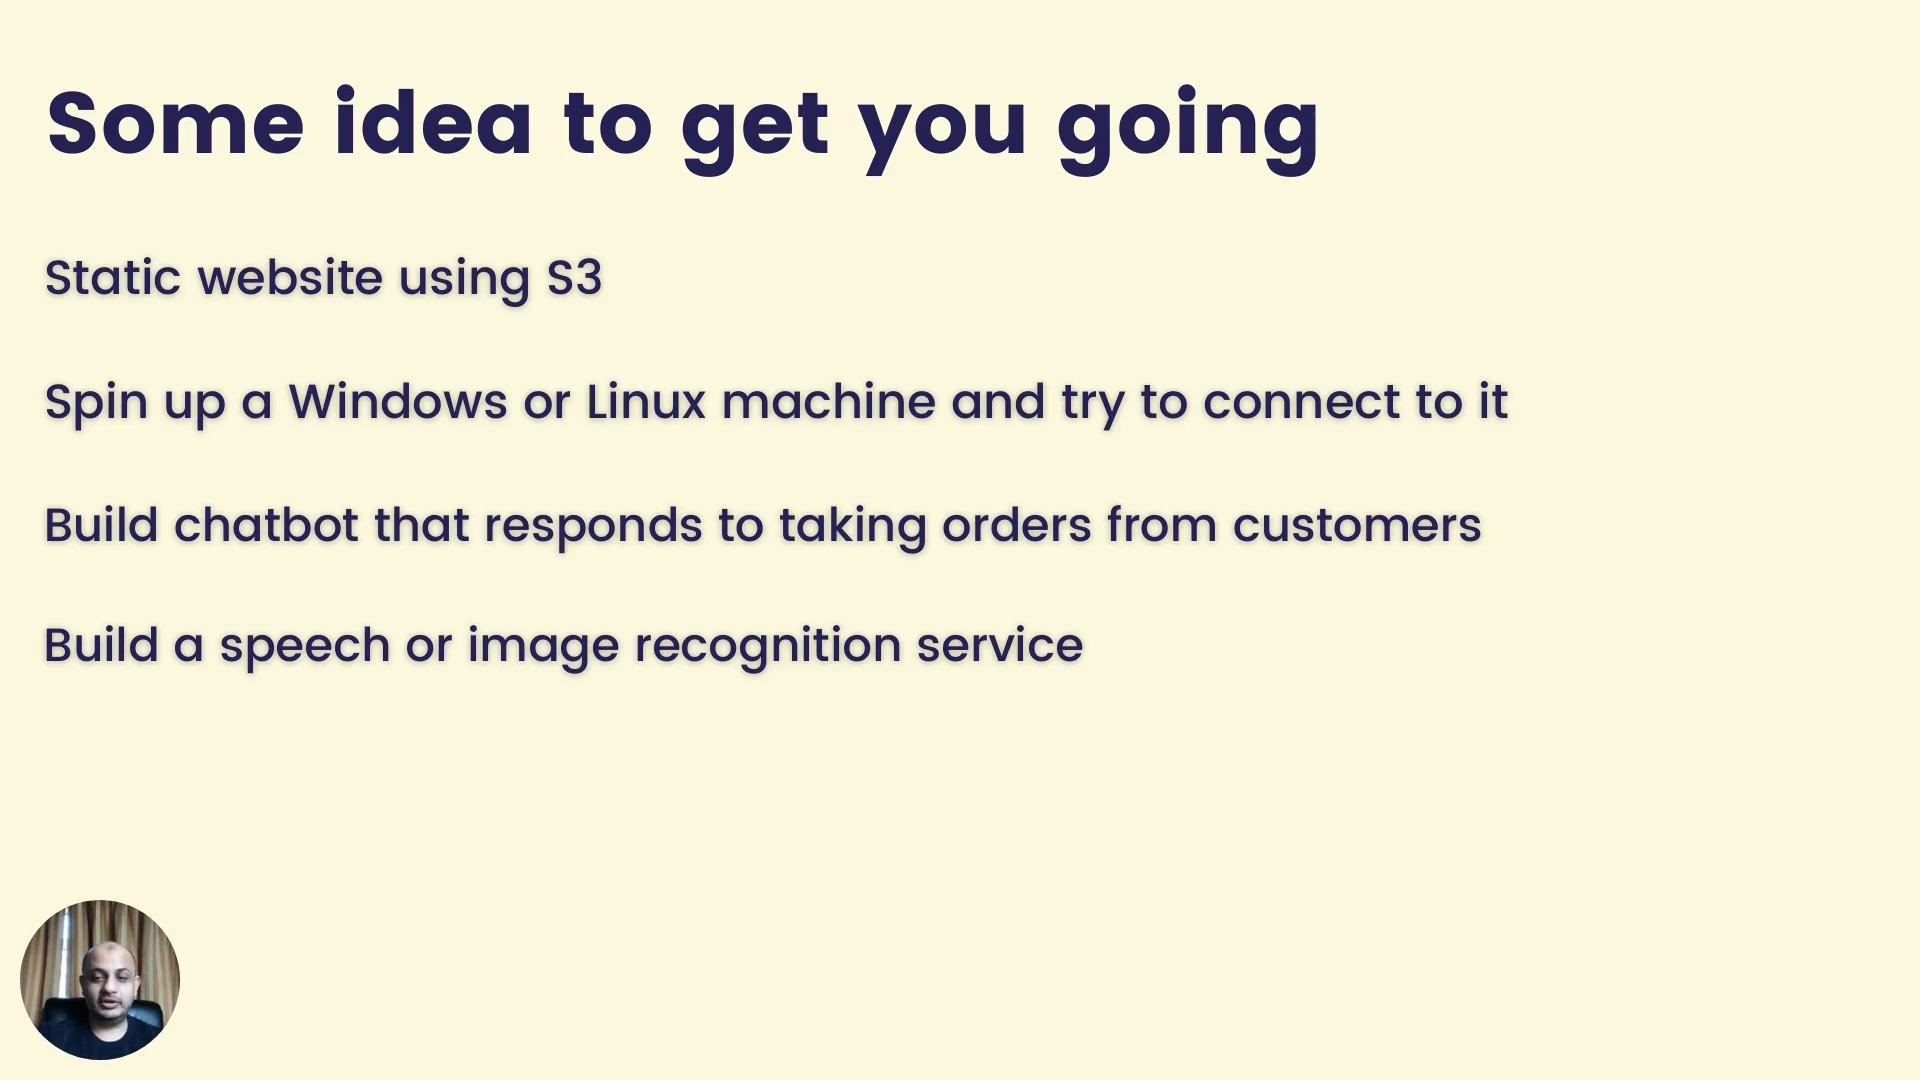 Some idea to get you going
Static website using S3
Spin up a Windows or Linux machine and try to connect to it
Build chatbot that responds to taking orders from customers
Build a speech or image recognition service